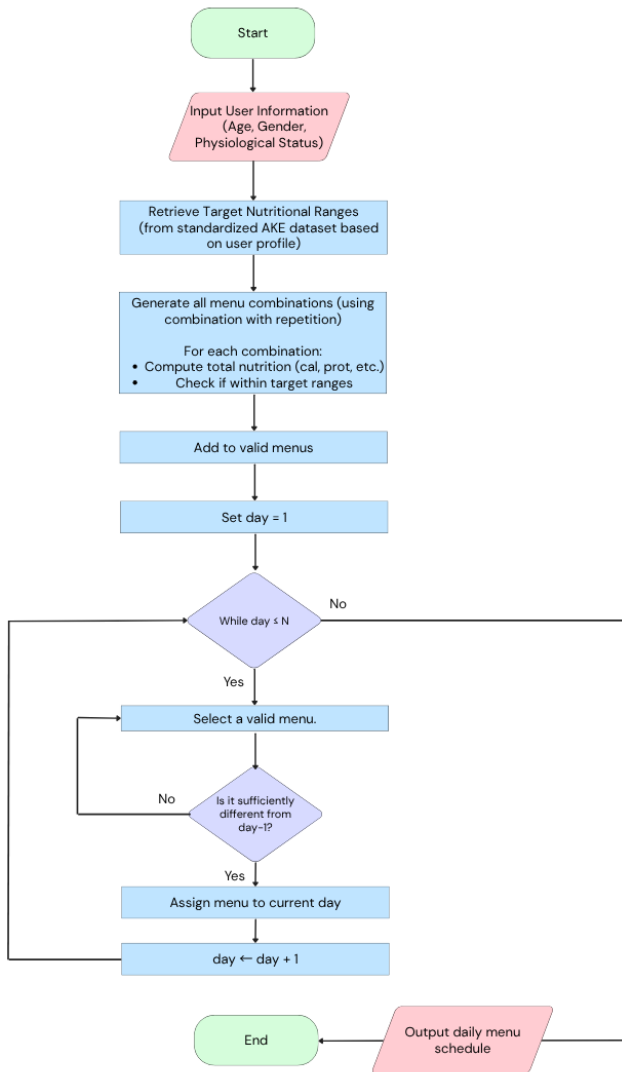 Start
Input User Information
(Age, Gender,
Physiological Status)
Retrieve Target Nutritional Ranges
(from standardized AKE dataset based
on user profile)
Generate all menu combinations (using
combination with repetition)
For each combination:
• Compute total nutrition (cal, prot, etc.)
• Check if within target ranges
Add to valid menus
Set day = 1
While day ≤ N
No
Yes
Select a valid menu.
Is it sufficiently
different from
day-1?
No
Yes
Assign menu to current day
day ← day + 1
Output daily menu
schedule
End